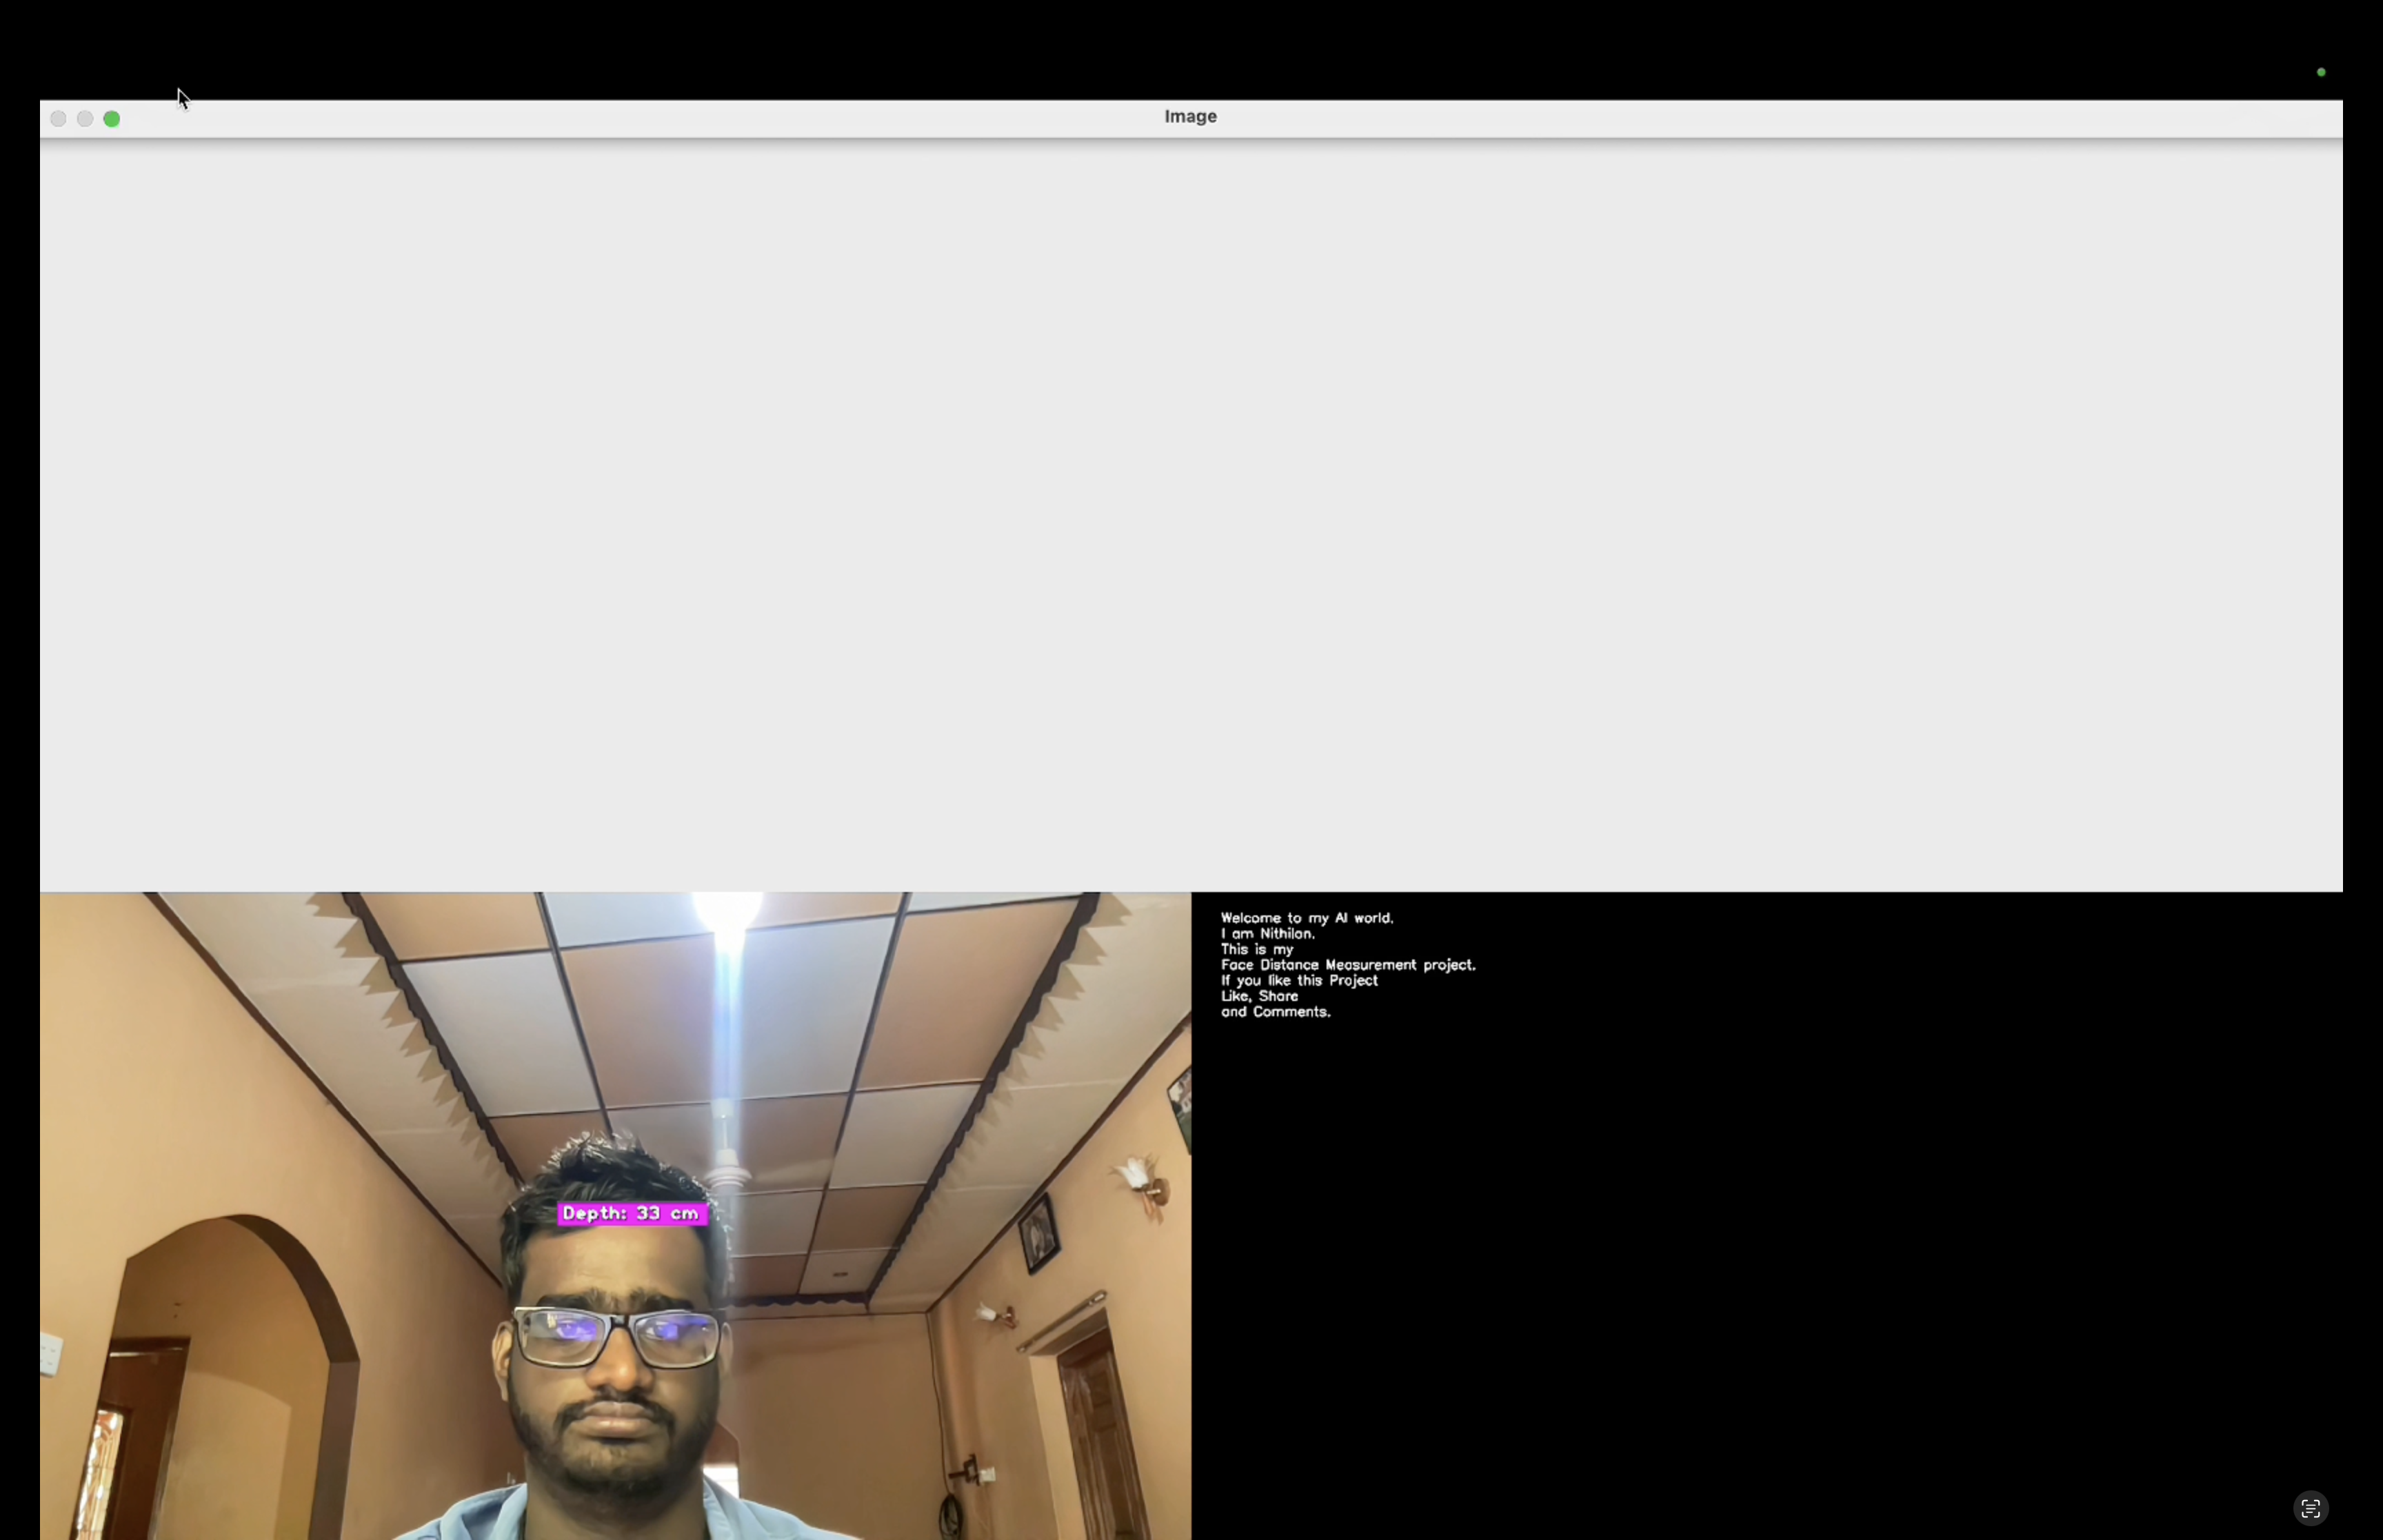 Image
Welcome to my AI world.
I am Nithilon.
This is my
Face Distance Measurement project.
If you like this Project
Like, Share
and Comments.
Depth: 33 cm